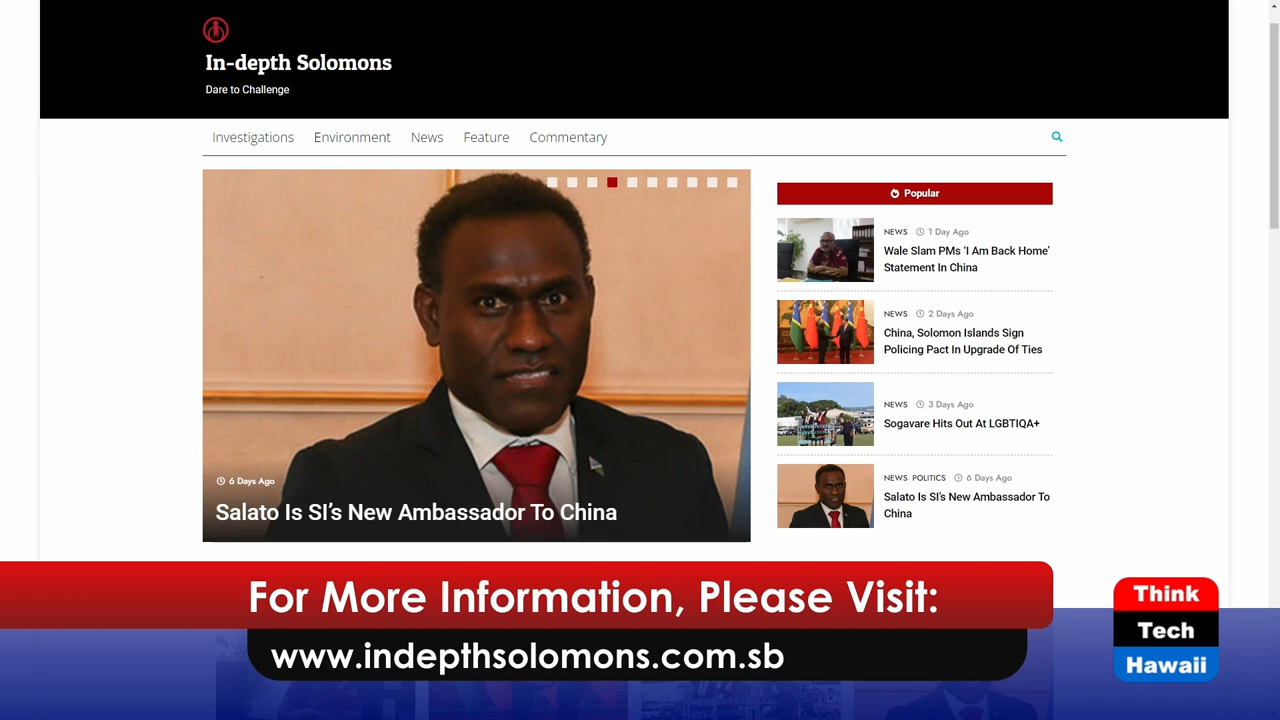 In-depth Solomons
Dare to Challenge
Investigations Environment News Feature Commentary
6 Days Ago
Salato Is SI's New Ambassador To China
Popular
NEWS 1 Day Ago
Wale Slam PMs 'I Am Back Home'
Statement In China
NEWS 2 Days Ago
China, Solomon Islands Sign
Policing Pact In Upgrade Of Ties
NEWS 3 Days Ago
Sogavare Hits Out At LGBTIQA+
NEWS POLITICS 6 Days Ago
Salato Is SI's New Ambassador To
China
For More Information, Please Visit:
www.indepthsolomons.com.sb
Think
Tech
Hawaii